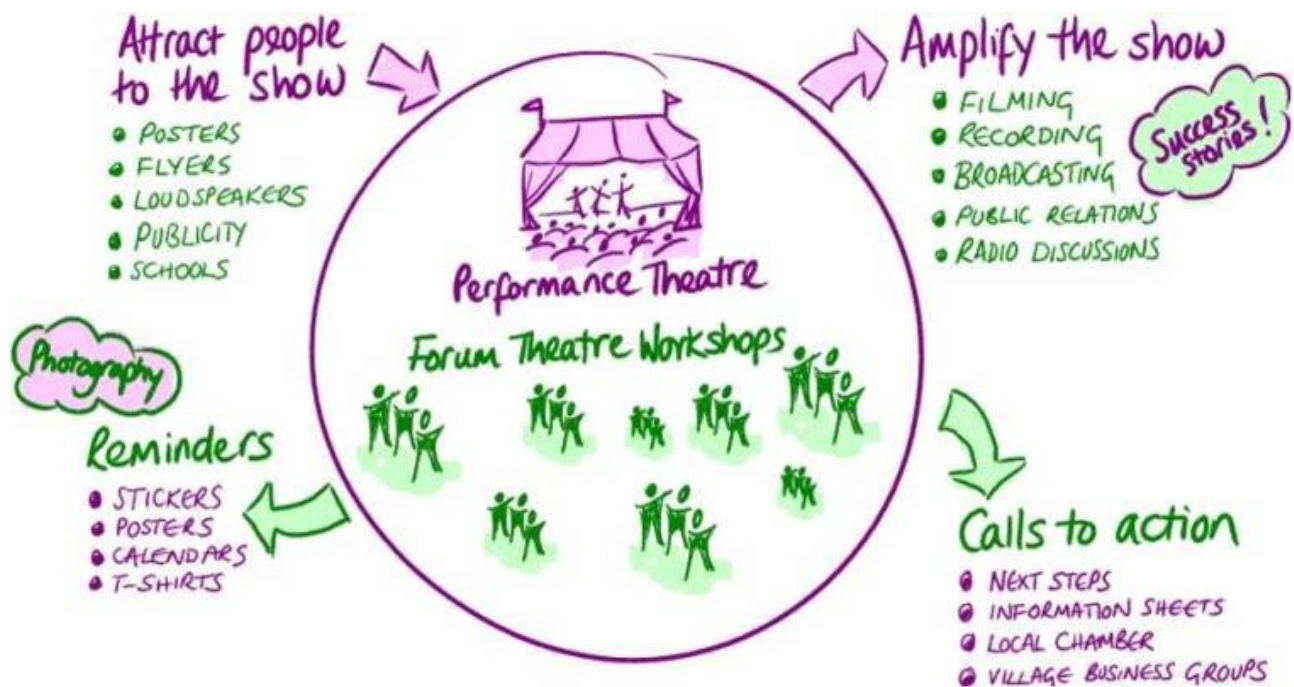 Attract people
to the show
POSTERS
FLYERS
LOUDSPEAKERS
PUBLICITY
SCHOOLS
Performance Theatre
Forum Theatre Workshops
Amplify the show
FILMING
RECORDING
BROADCASTING
PUBLIC RELATIONS
RADIO DISCUSSIONS
Success
stories!
Photography
Reminders
STICKERS
POSTERS
CALENDARS
T-SHIRTS
Calls to action
NEXT STEPS
INFORMATION SHEETS
LOCAL CHAMBER
VILLAGE BUSINESS GROUPS